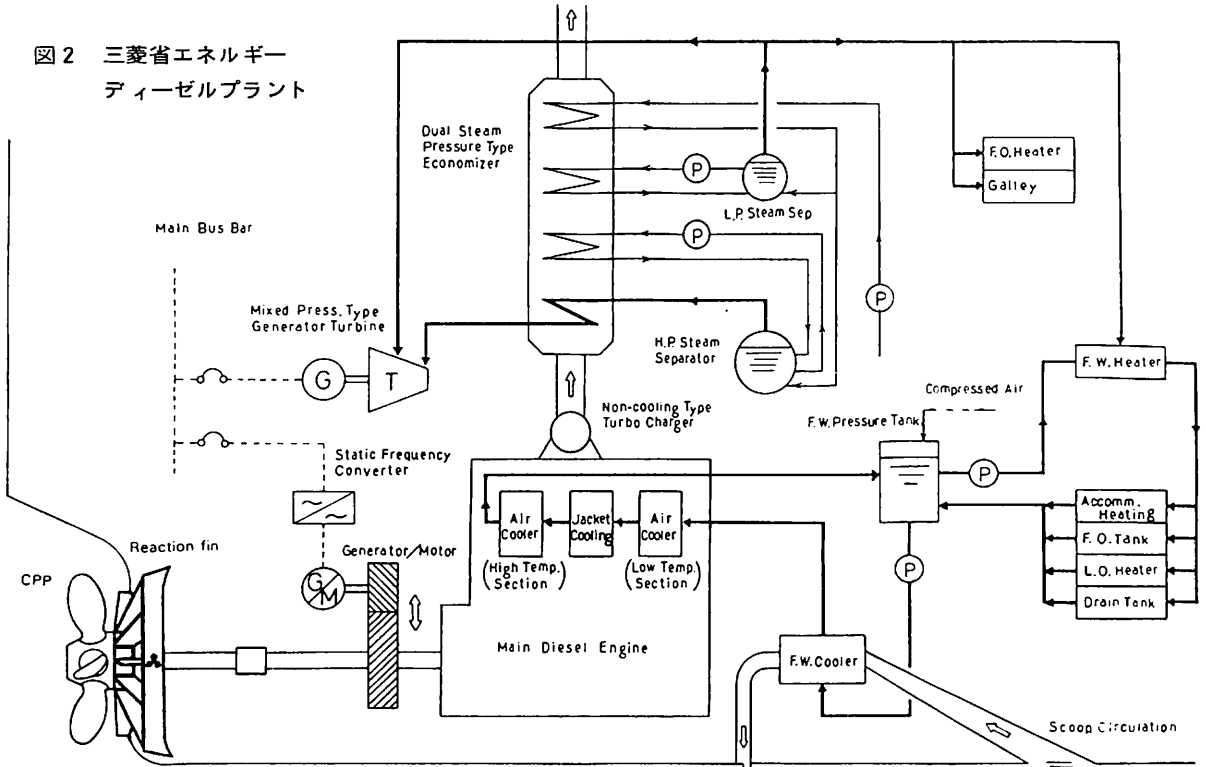 図2 三菱省エネルギー
ディーゼルプラント
Dual Steam
Pressure Type
Economizer
P
L.P. Steam Sep
F.O. Heater
Galley
Main Bus Bar
P
P
Mixed Press. Type
Generator Turbine
G
T
H.P. Steam
Separator
F.W. Heater
Non-cooling Type
Turbo Charger
Compressed Air
F.W. Pressure Tank
P
Static Frequency
Converter
Air
Cooler
Jacket
Cooling
Air
Cooler
(High Temp.
Section)
(Low Temp.
Section)
Accomm.
Heating
F.O. Tank
L.O. Heater
Drain Tank
P
Reaction fin
Generator/Motor
G/M
CPP
Main Diesel Engine
F.W. Cooler
Scoop Circulation